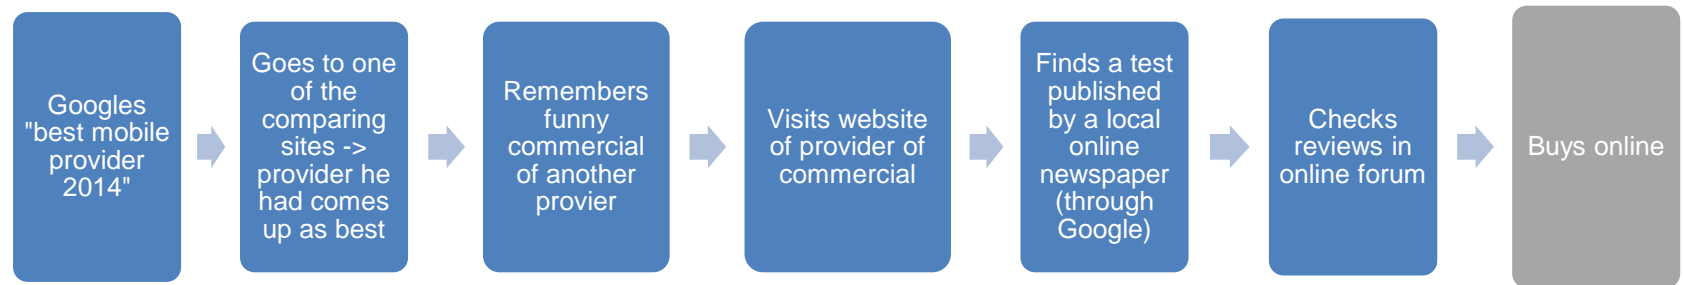 Googles
"best mobile
provider
2014"
Goes to one
of the
comparing
sites ->
provider he
had comes
up as best
Remembers
funny
commercial
of another
provier
Visits website
of provider of
commercial
Finds a test
published
by a local
online
newspaper
(through
Google)
Checks
reviews in
online forum
Buys online